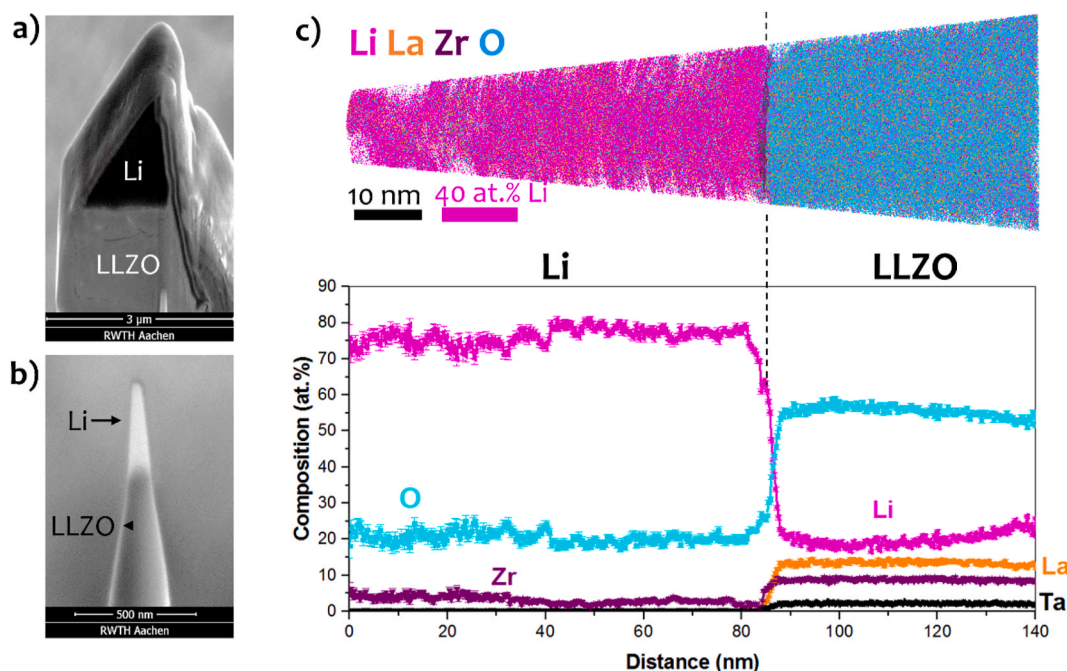 a)
Li
LLZO
3 µm
RWTH Aachen
b)
Li
LLZO
500 nm
RWTH Aachen
c)
Li La Zr O
10 nm
40 at.% Li
Li
LLZO
Composition (at.%)
90
80
70
60
50
40
30
20
10
0
O
Zr
Li
La
Ta
0
20
40
60
80
100
120
140
Distance (nm)